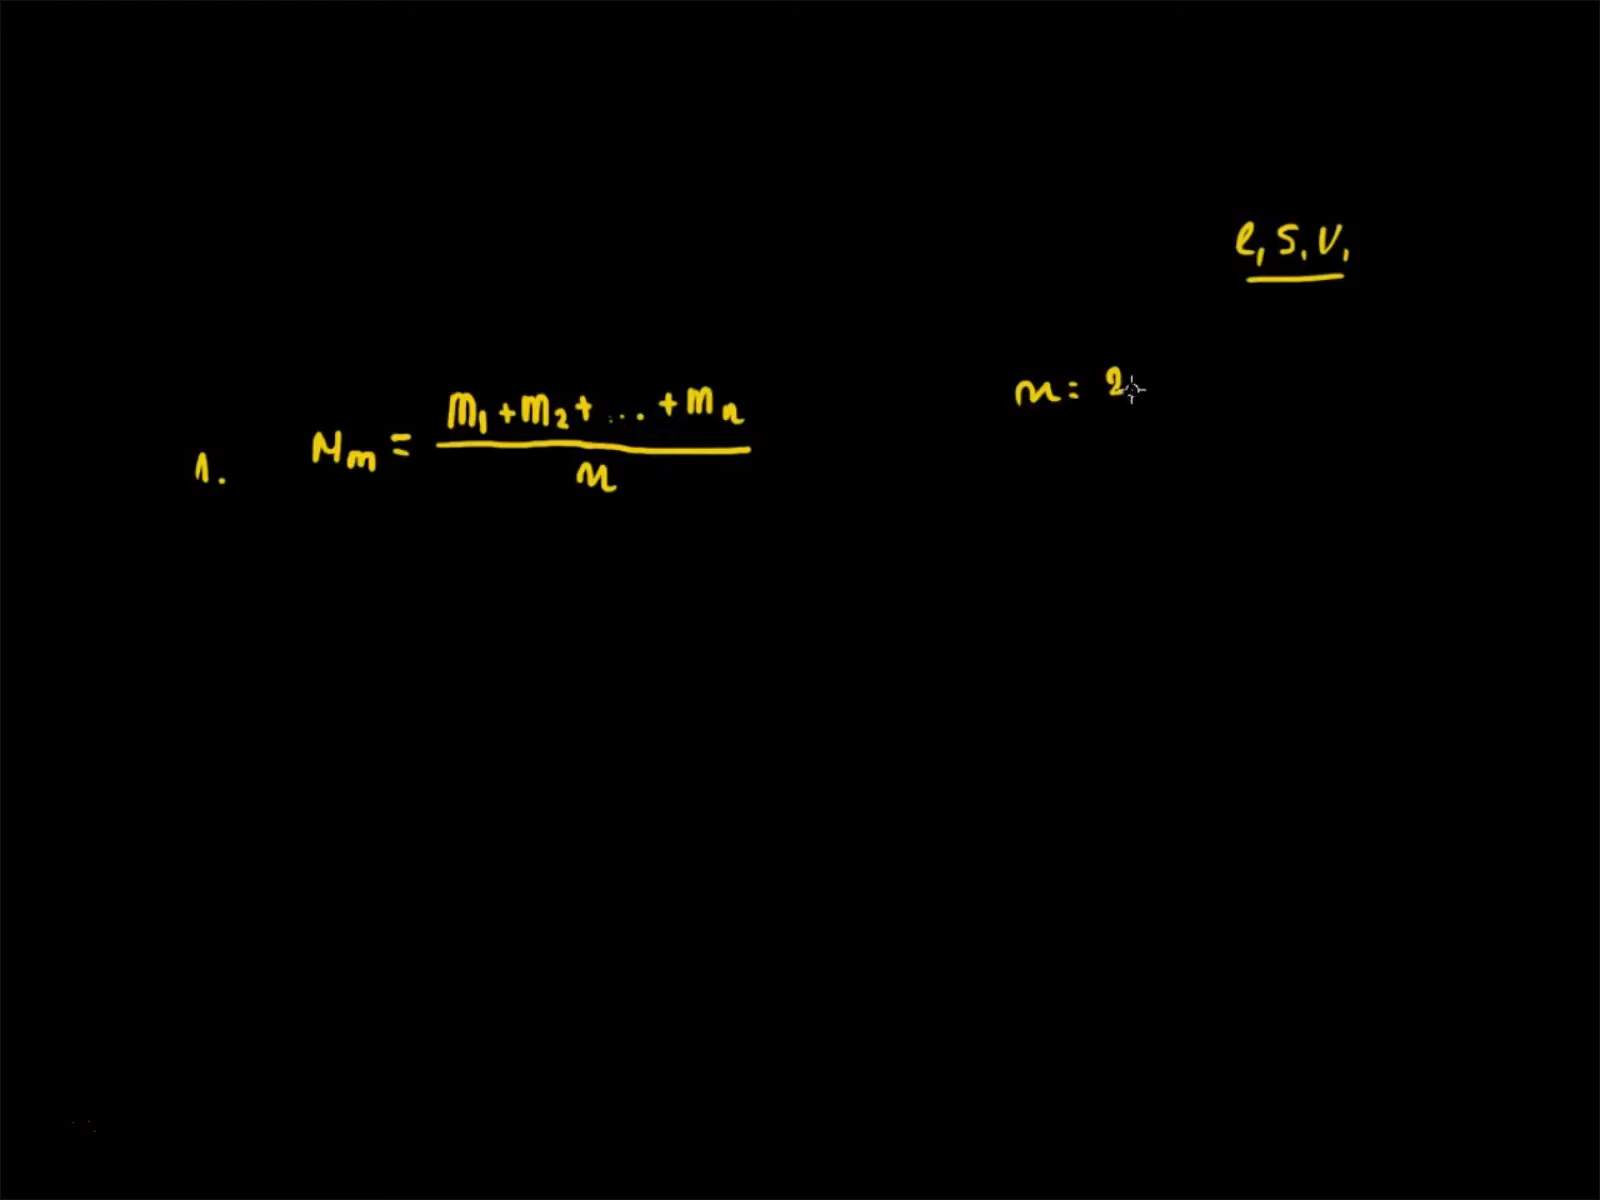 l, S, V,
n = 2
1. Mm = (m₁ + m₂ + ... + mₙ) / n